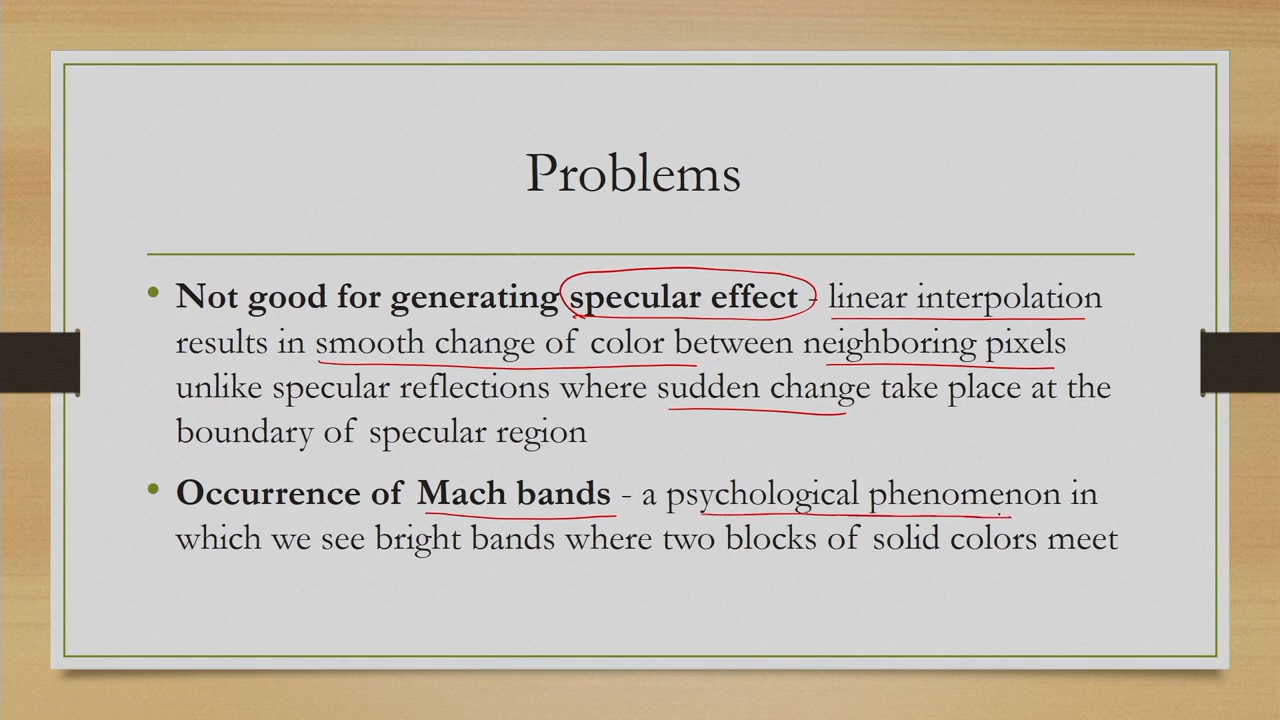 Problems
• Not good for generating specular effect - linear interpolation
results in smooth change of color between neighboring pixels
unlike specular reflections where sudden change take place at the
boundary of specular region
• Occurrence of Mach bands - a psychological phenomenon in
which we see bright bands where two blocks of solid colors meet